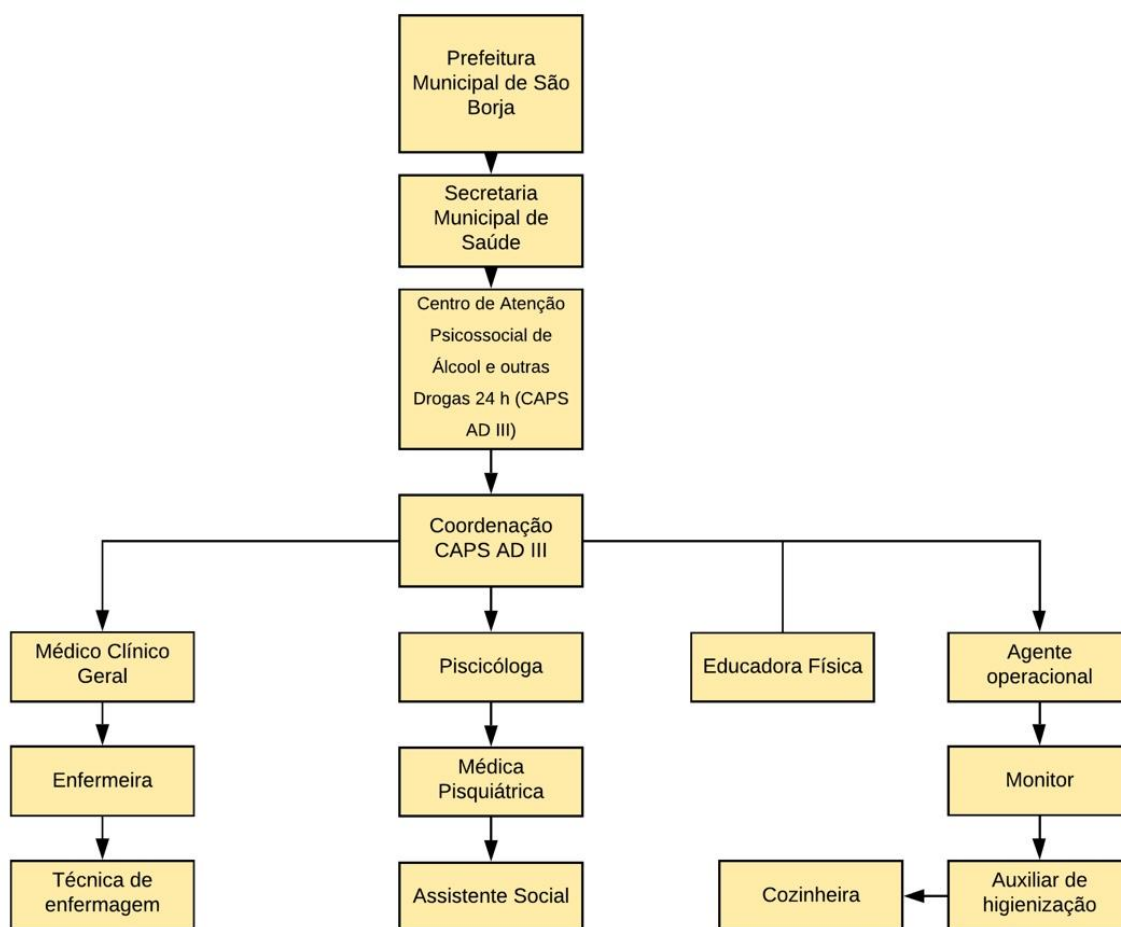 Prefeitura
Municipal de São
Borja
Secretaria
Municipal de
Saúde
Centro de Atenção
Psicossocial de
Álcool e outras
Drogas 24 h (CAPS
AD III)
Coordenação
CAPS AD III
Médico Clínico
Geral
Piscicóloga
Educadora Física
Agente
operacional
Enfermeira
Médica
Pisquiátrica
Monitor
Técnica de
enfermagem
Assistente Social
Cozinheira
Auxiliar de
higienização